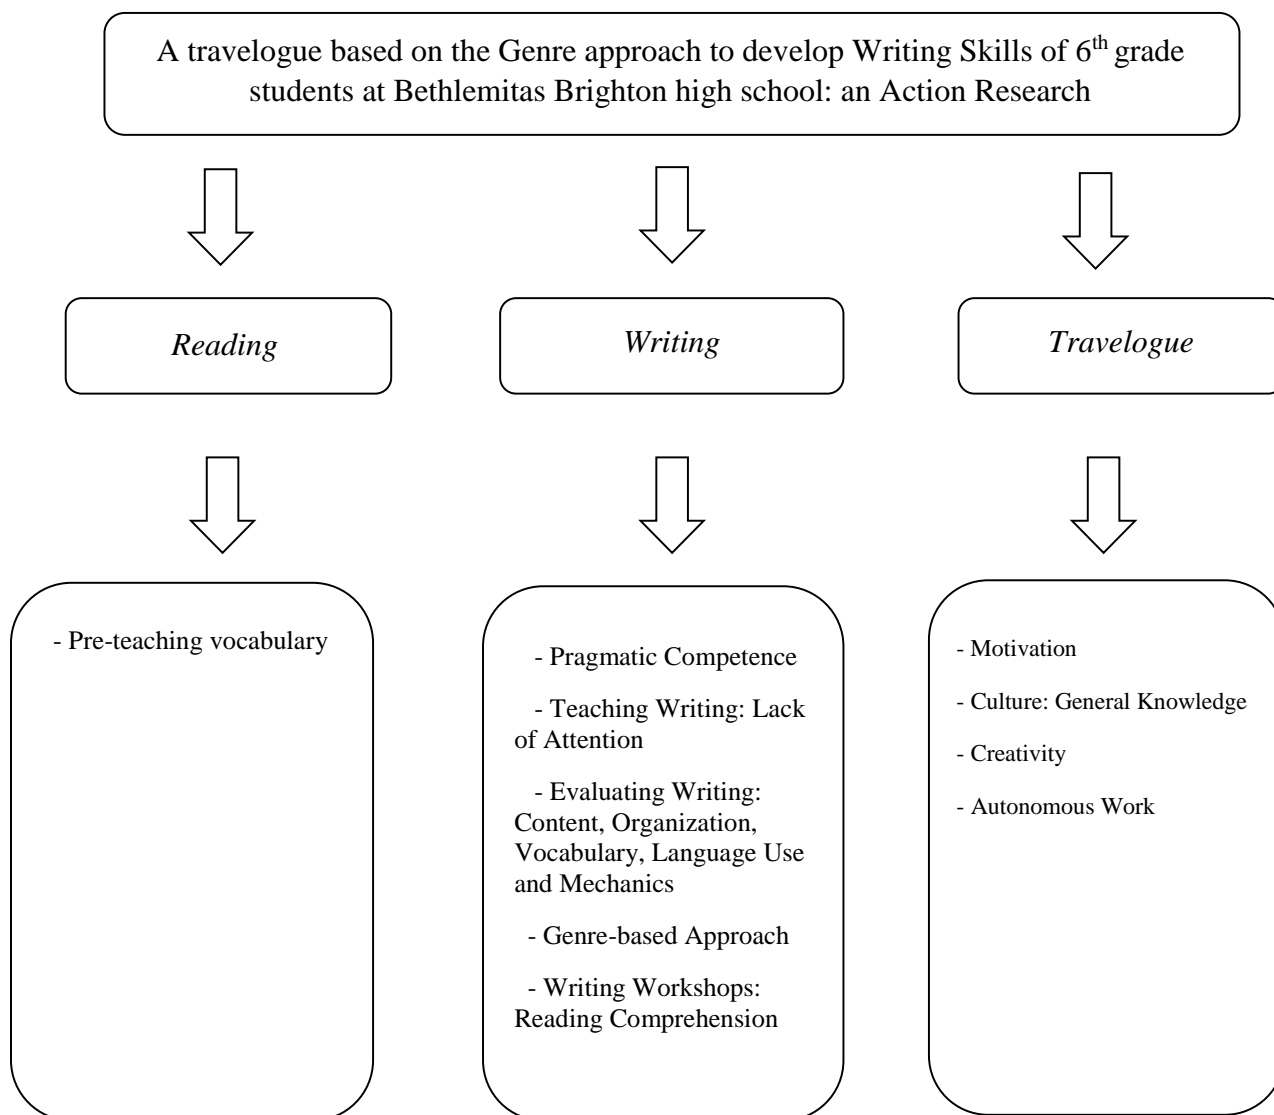 A travelogue based on the Genre approach to develop Writing Skills of 6th grade
students at Bethlemitas Brighton high school: an Action Research
Reading
Writing
Travelogue
- Pre-teaching vocabulary
- Pragmatic Competence
- Teaching Writing: Lack
of Attention
- Evaluating Writing:
Content, Organization,
Vocabulary, Language Use
and Mechanics
- Genre-based Approach
- Writing Workshops:
Reading Comprehension
- Motivation
- Culture: General Knowledge
- Creativity
- Autonomous Work